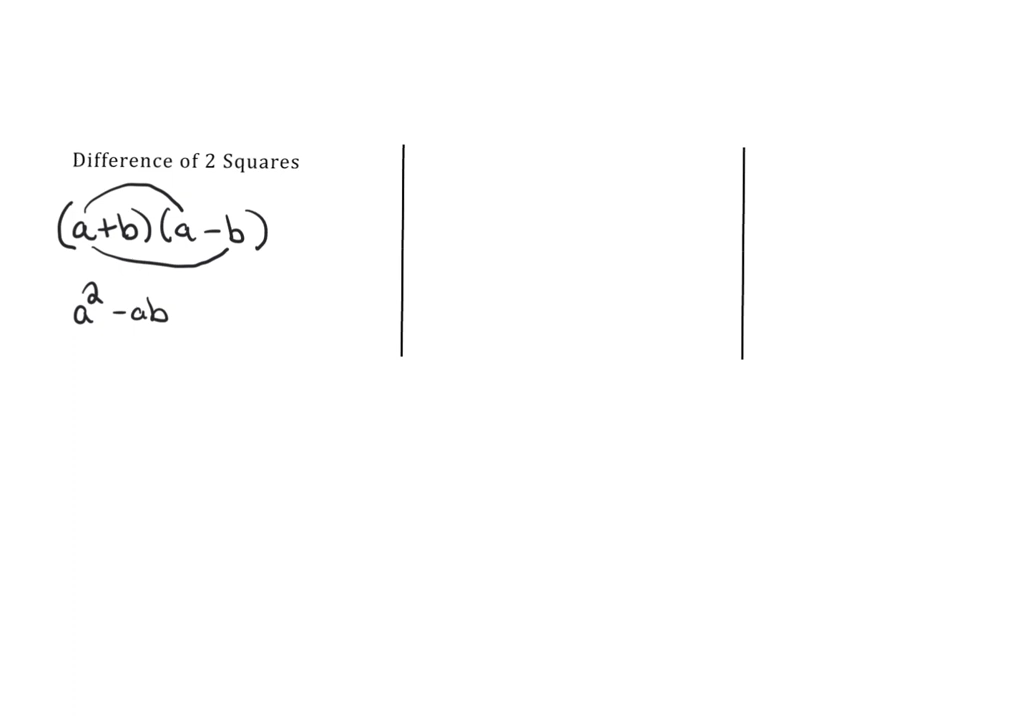 Difference of 2 Squares
(a+b)(a-b)
a² -ab